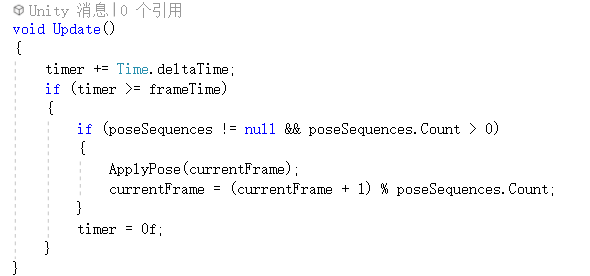 Unity 消息|0 个引用
void Update()
{
timer += Time.deltaTime;
if (timer >= frameTime)
{
if (poseSequences != null && poseSequences.Count > 0)
{
ApplyPose(currentFrame);
currentFrame = (currentFrame + 1) % poseSequences.Count;
}
timer = 0f;
}
}